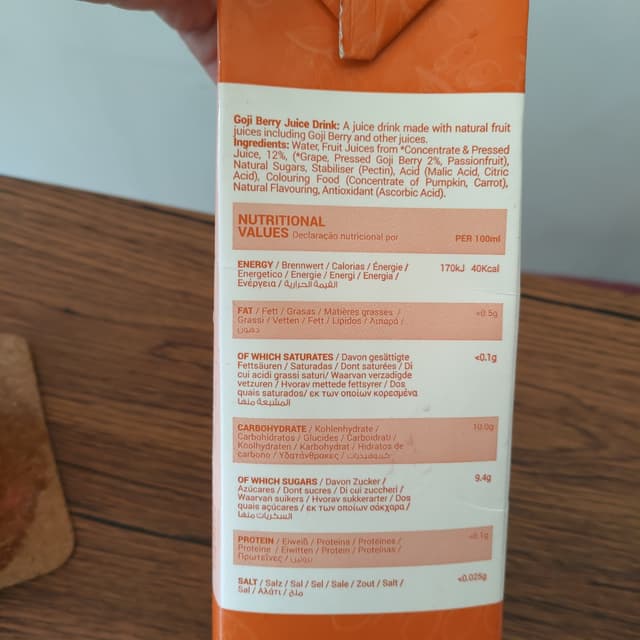 Goji Berry Juice Drink: A juice drink made with natural fruit
juices including Goji Berry and other juices.
Ingredients: Water, Fruit Juices from *Concentrate & Pressed
Juice, 12%, (*Grape, Pressed Goji Berry 2%, Passionfruit),
Natural Sugars, Stabiliser (Pectin), Acid (Malic Acid, Citric
Acid), Colouring Food (Concentrate of Pumpkin, Carrot),
Natural Flavouring, Antioxidant (Ascorbic Acid).
NUTRITIONAL
VALUES Declaração nutricional por PER 100ml
ENERGY / Brennwert / Calorias / Énergie / 170kJ 40Kcal
Energetico / Energie / Energi / Energia /
Ενέργεια / القيمة الحرارية
FAT / Fett / Grasas / Matières grasses / <0.5g
Grassi / Vetten / Fett / Lípidos / Λιπαρά /
دهون
OF WHICH SATURATES / Davon gesättigte <0.1g
Fettsäuren / Saturadas / Dont saturées / Di
cui acidi grassi saturi/ Waarvan verzadigde
vetzuren / Hvorav mettede fettsyrer / Dos
quais saturados/ εκ των οποίων κορεσμένα
المشبعة منها
CARBOHYDRATE / Kohlenhydrate / 10.0g
Carbohidratos / Glucides / Carboidrati /
Koolhydraten / Karbohydrat / Hidratos de
carbono / Υδατάνθρακες / كربوهيدرات
OF WHICH SUGARS / Davon Zucker / 9.4g
Azúcares / Dont sucres / Di cui zuccheri /
Waarvan suikers / Hvorav sukkerarter / Dos
quais açúcares / εκ των οποίων σάκχαρα /
السكريات منها
PROTEIN / Eiweiß / Proteina / Protéines / <0.1g
Proteine / Eiwitten / Protein / Proteínas /
Πρωτεΐνες / بروتين
SALT / Salz / Sal / Sel / Sale / Zout / Salt / <0.025g
Sal / Αλάτι / ملح